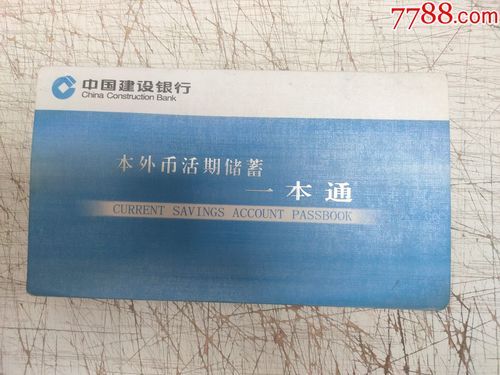 7788.com
中国建设银行
China Construction Bank
本外币活期储蓄
一本通
CURRENT SAVINGS ACCOUNT PASSBOOK